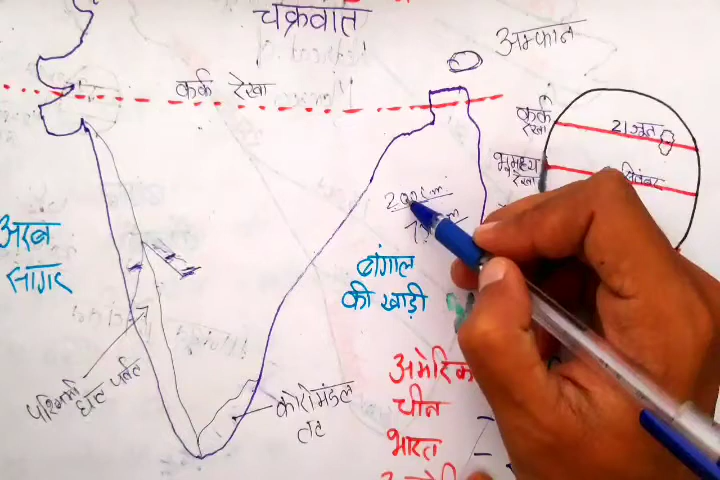 चक्रवात
अम्फान
कर्क रेखा
कर्क
रेखा
21 जून
भूमध्य
रेखा
अरब
सागर
बंगाल
की खाड़ी
पश्चिमी
घाट पर्वत
कोरोमंडल
तट
अमेरिका
चीन
भारत